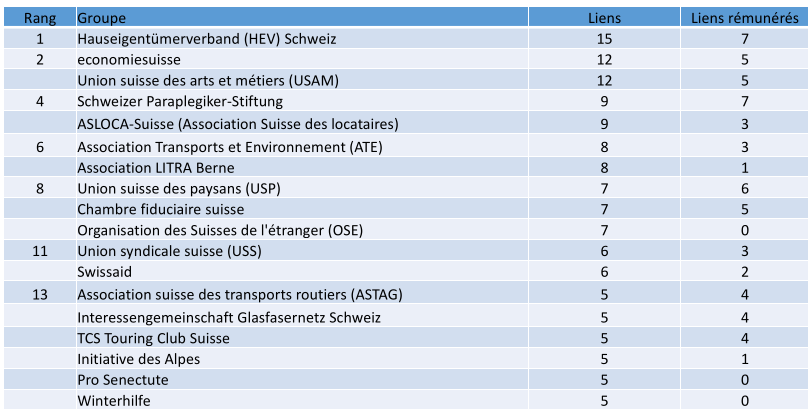 Rang Groupe Liens Liens rémunérés
1 Hauseigentümerverband (HEV) Schweiz 15 7
2 economiesuisse 12 5
Union suisse des arts et métiers (USAM) 12 5
4 Schweizer Paraplegiker-Stiftung 9 7
ASLOCA-Suisse (Association Suisse des locataires) 9 3
6 Association Transports et Environnement (ATE) 8 3
Association LITRA Berne 8 1
8 Union suisse des paysans (USP) 7 6
Chambre fiduciaire suisse 7 5
Organisation des Suisses de l'étranger (OSE) 7 0
11 Union syndicale suisse (USS) 6 3
Swissaid 6 2
13 Association suisse des transports routiers (ASTAG) 5 4
Interessengemeinschaft Glasfasernetz Schweiz 5 4
TCS Touring Club Suisse 5 4
Initiative des Alpes 5 1
Pro Senectute 5 0
Winterhilfe 5 0